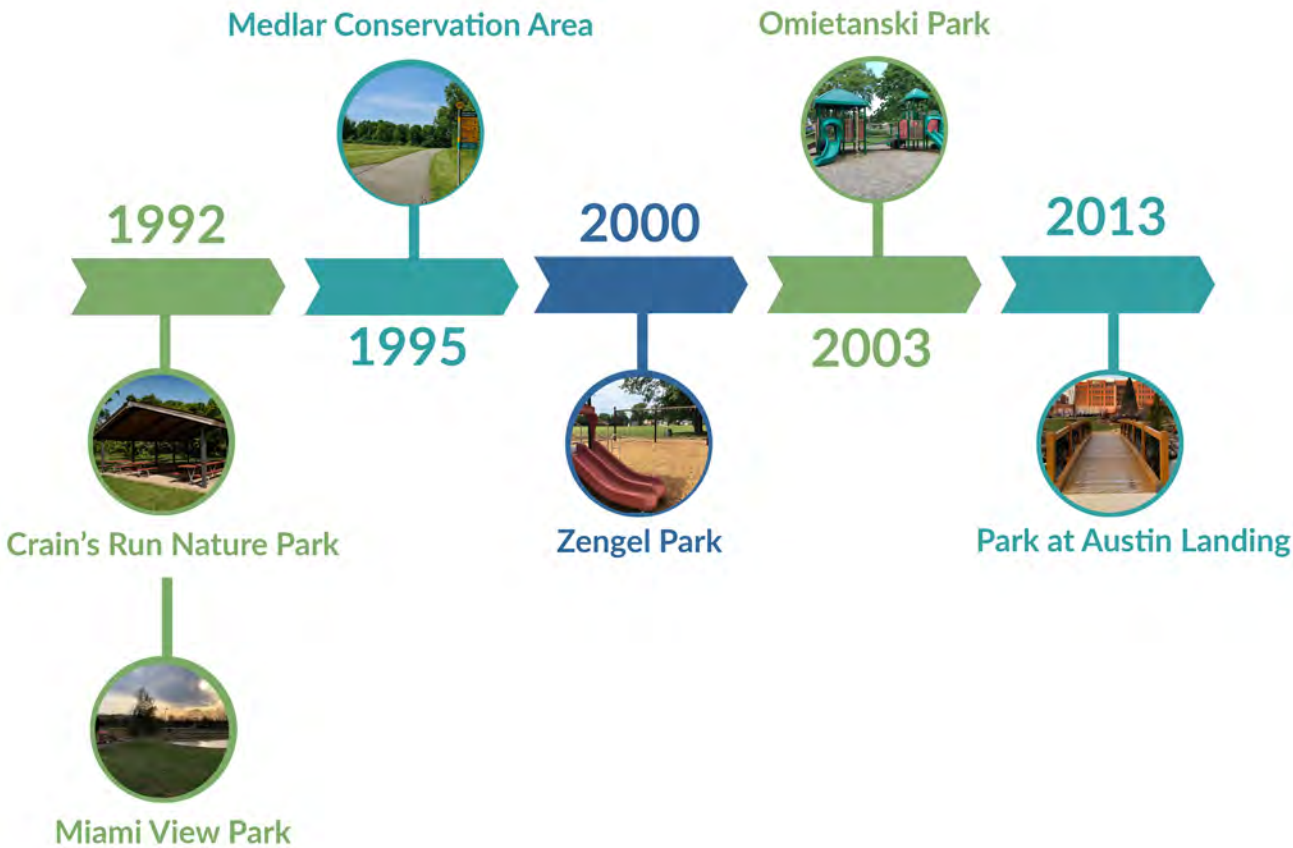 Medlar Conservation Area
Omietanski Park
1992
2000
2013
1995
2003
Crain's Run Nature Park
Zengel Park
Park at Austin Landing
Miami View Park